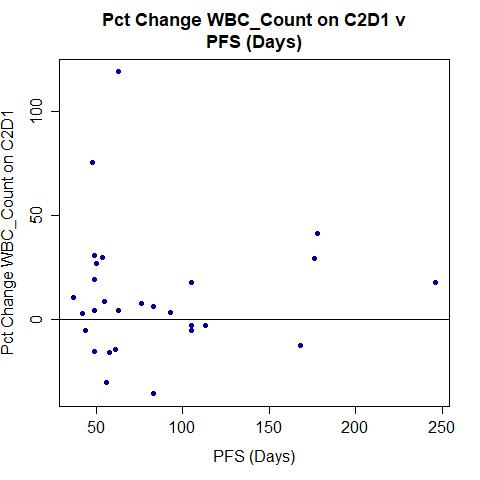 Pct Change WBC_Count on C2D1 v
PFS (Days)
Pct Change WBC_Count on C2D1
100
50
0
50
100
150
200
250
PFS (Days)